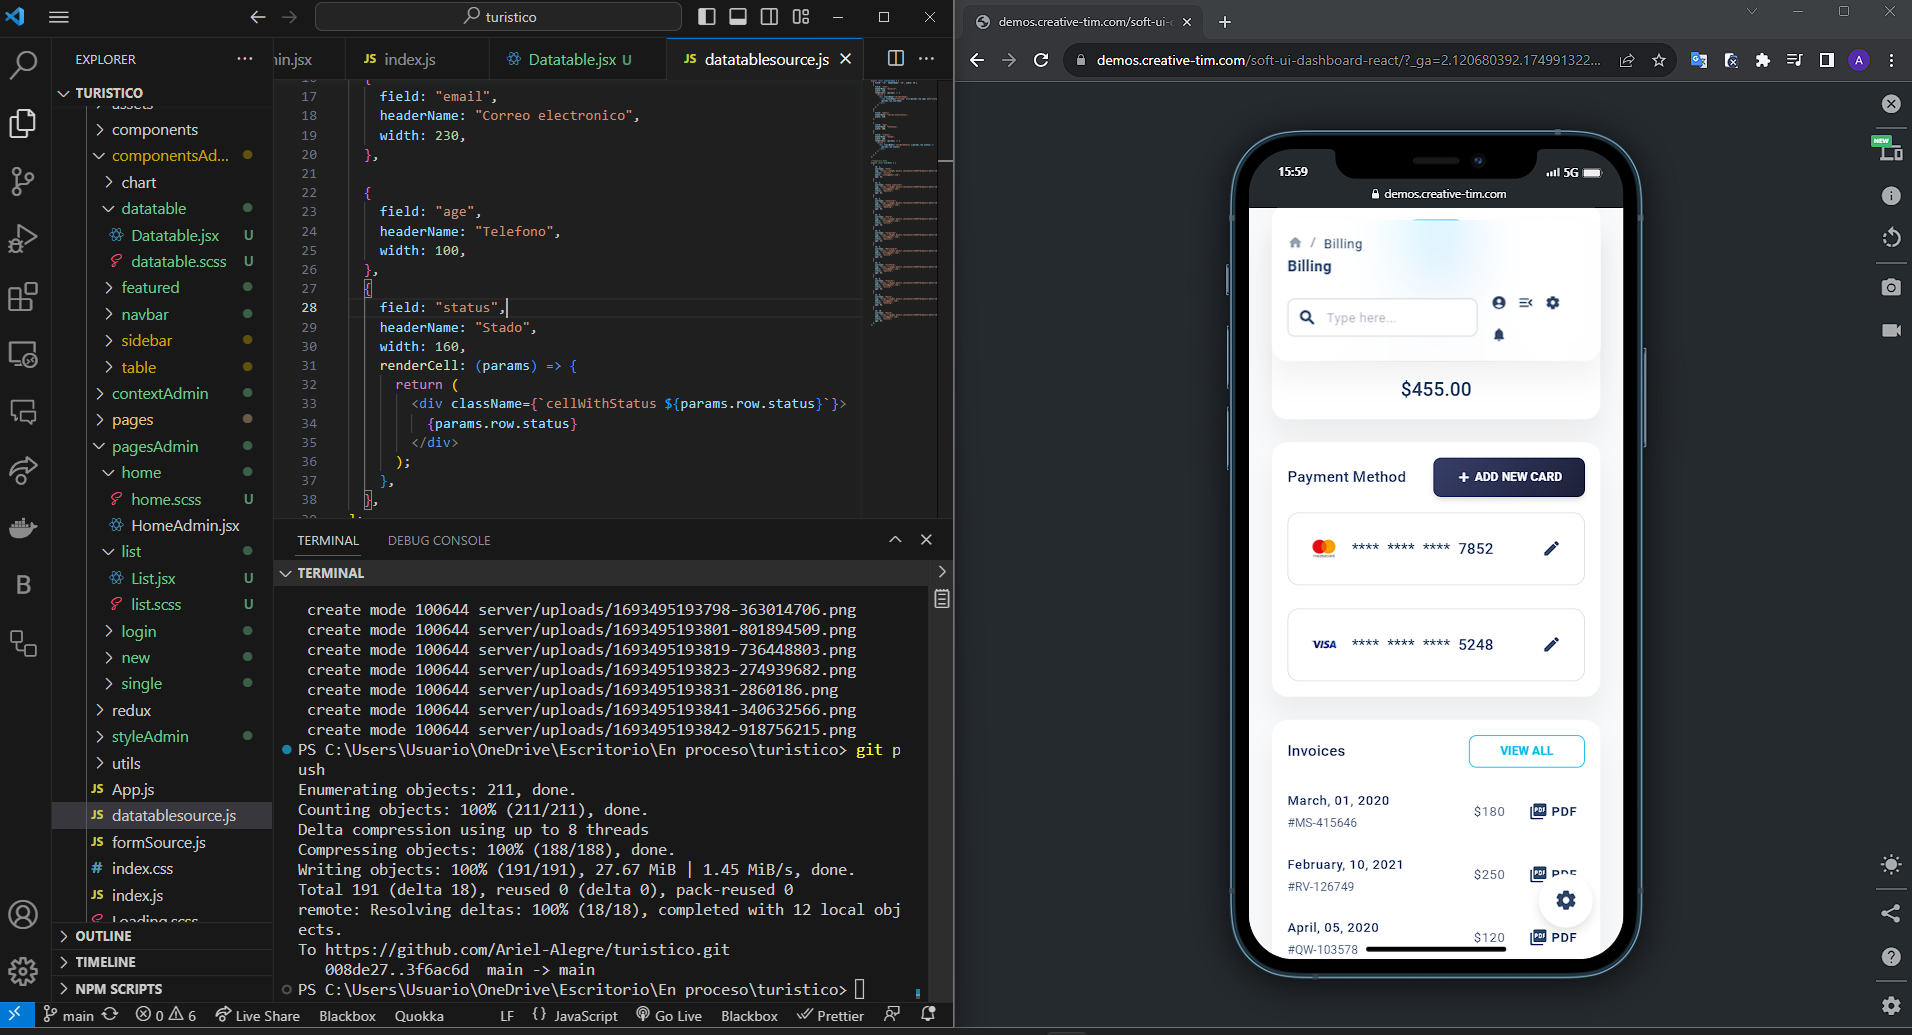 turistico
EXPLORER
TURISTICO
components
componentsAd...
chart
datatable
Datatable.jsx U
datatable.scss U
featured
navbar
sidebar
table
contextAdmin
pages
pagesAdmin
home
home.scss U
HomeAdmin.jsx
list
List.jsx U
list.scss U
login
new
single
redux
styleAdmin
utils
JS App.js
JS datatablesource.js
JS formSource.js
# index.css
JS index.js
Loading.scss
OUTLINE
TIMELINE
NPM SCRIPTS
JS index.js
Datatable.jsx U
JS datatablesource.js
{
17 field: "email",
18 headerName: "Correo electronico",
19 width: 230,
20 },
21
22 {
23 field: "age",
24 headerName: "Telefono",
25 width: 100,
26 },
27 {
28 field: "status",
29 headerName: "Stado",
30 width: 160,
31 renderCell: (params) => {
32 return (
33 <div className={`cellWithStatus ${params.row.status}`}>
34 {params.row.status}
35 </div>
36 );
37 },
38 },
TERMINAL
DEBUG CONSOLE
TERMINAL
create mode 100644 server/uploads/1693495193798-363014706.png
create mode 100644 server/uploads/1693495193801-801894509.png
create mode 100644 server/uploads/1693495193819-736448803.png
create mode 100644 server/uploads/1693495193823-274939682.png
create mode 100644 server/uploads/1693495193831-2860186.png
create mode 100644 server/uploads/1693495193841-340632566.png
create mode 100644 server/uploads/1693495193842-918756215.png
PS C:\Users\Usuario\OneDrive\Escritorio\En proceso\turistico> git p
ush
Enumerating objects: 211, done.
Counting objects: 100% (211/211), done.
Delta compression using up to 8 threads
Compressing objects: 100% (188/188), done.
Writing objects: 100% (191/191), 27.67 MiB | 1.45 MiB/s, done.
Total 191 (delta 18), reused 0 (delta 0), pack-reused 0
remote: Resolving deltas: 100% (18/18), completed with 12 local obj
ects.
To https://github.com/Ariel-Alegre/turistico.git
008de27..3f6ac6d main -> main
PS C:\Users\Usuario\OneDrive\Escritorio\En proceso\turistico>
main 0 6 Live Share Blackbox Quokka LF {} JavaScript Go Live Blackbox Prettier
demos.creative-tim.com/soft-ui-d
demos.creative-tim.com/soft-ui-dashboard-react/?_ga=2.120680392.174991322...
A
NEW
15:59
5G
demos.creative-tim.com
/ Billing
Billing
Type here...
$455.00
Payment Method
+ ADD NEW CARD
**** **** **** 7852
VISA **** **** **** 5248
Invoices
VIEW ALL
March, 01, 2020
#MS-415646
$180 PDF PDF
February, 10, 2021
#RV-126749
$250 PDF PDF
April, 05, 2020
#QW-103578
$120 PDF PDF